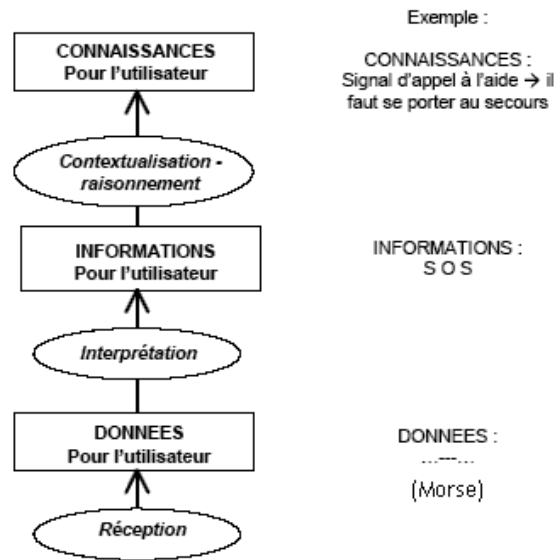 Exemple :
CONNAISSANCES
Pour l'utilisateur
CONNAISSANCES :
Signal d'appel à l'aide → il
faut se porter au secours
Contextualisation -
raisonnement
INFORMATIONS
Pour l'utilisateur
INFORMATIONS :
S O S
Interprétation
DONNEES
Pour l'utilisateur
DONNEES :
...---...
(Morse)
Réception